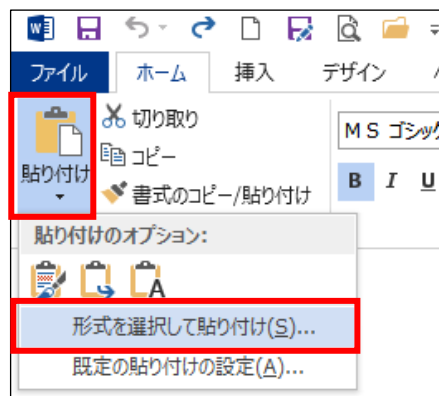 ファイル ホーム 挿入 デザイン
切り取り
コピー
書式のコピー/貼り付け
貼り付け
MS ゴシック
B I U
貼り付けのオプション:
形式を選択して貼り付け(S)...
既定の貼り付けの設定(A)...